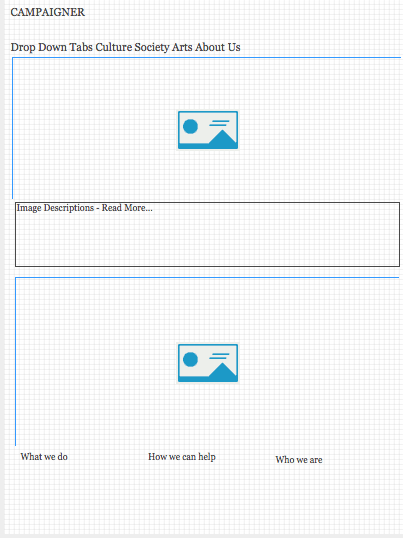 CAMPAIGNER
Drop Down Tabs Culture Society Arts About Us
Image Descriptions - Read More...
What we do
How we can help
Who we are